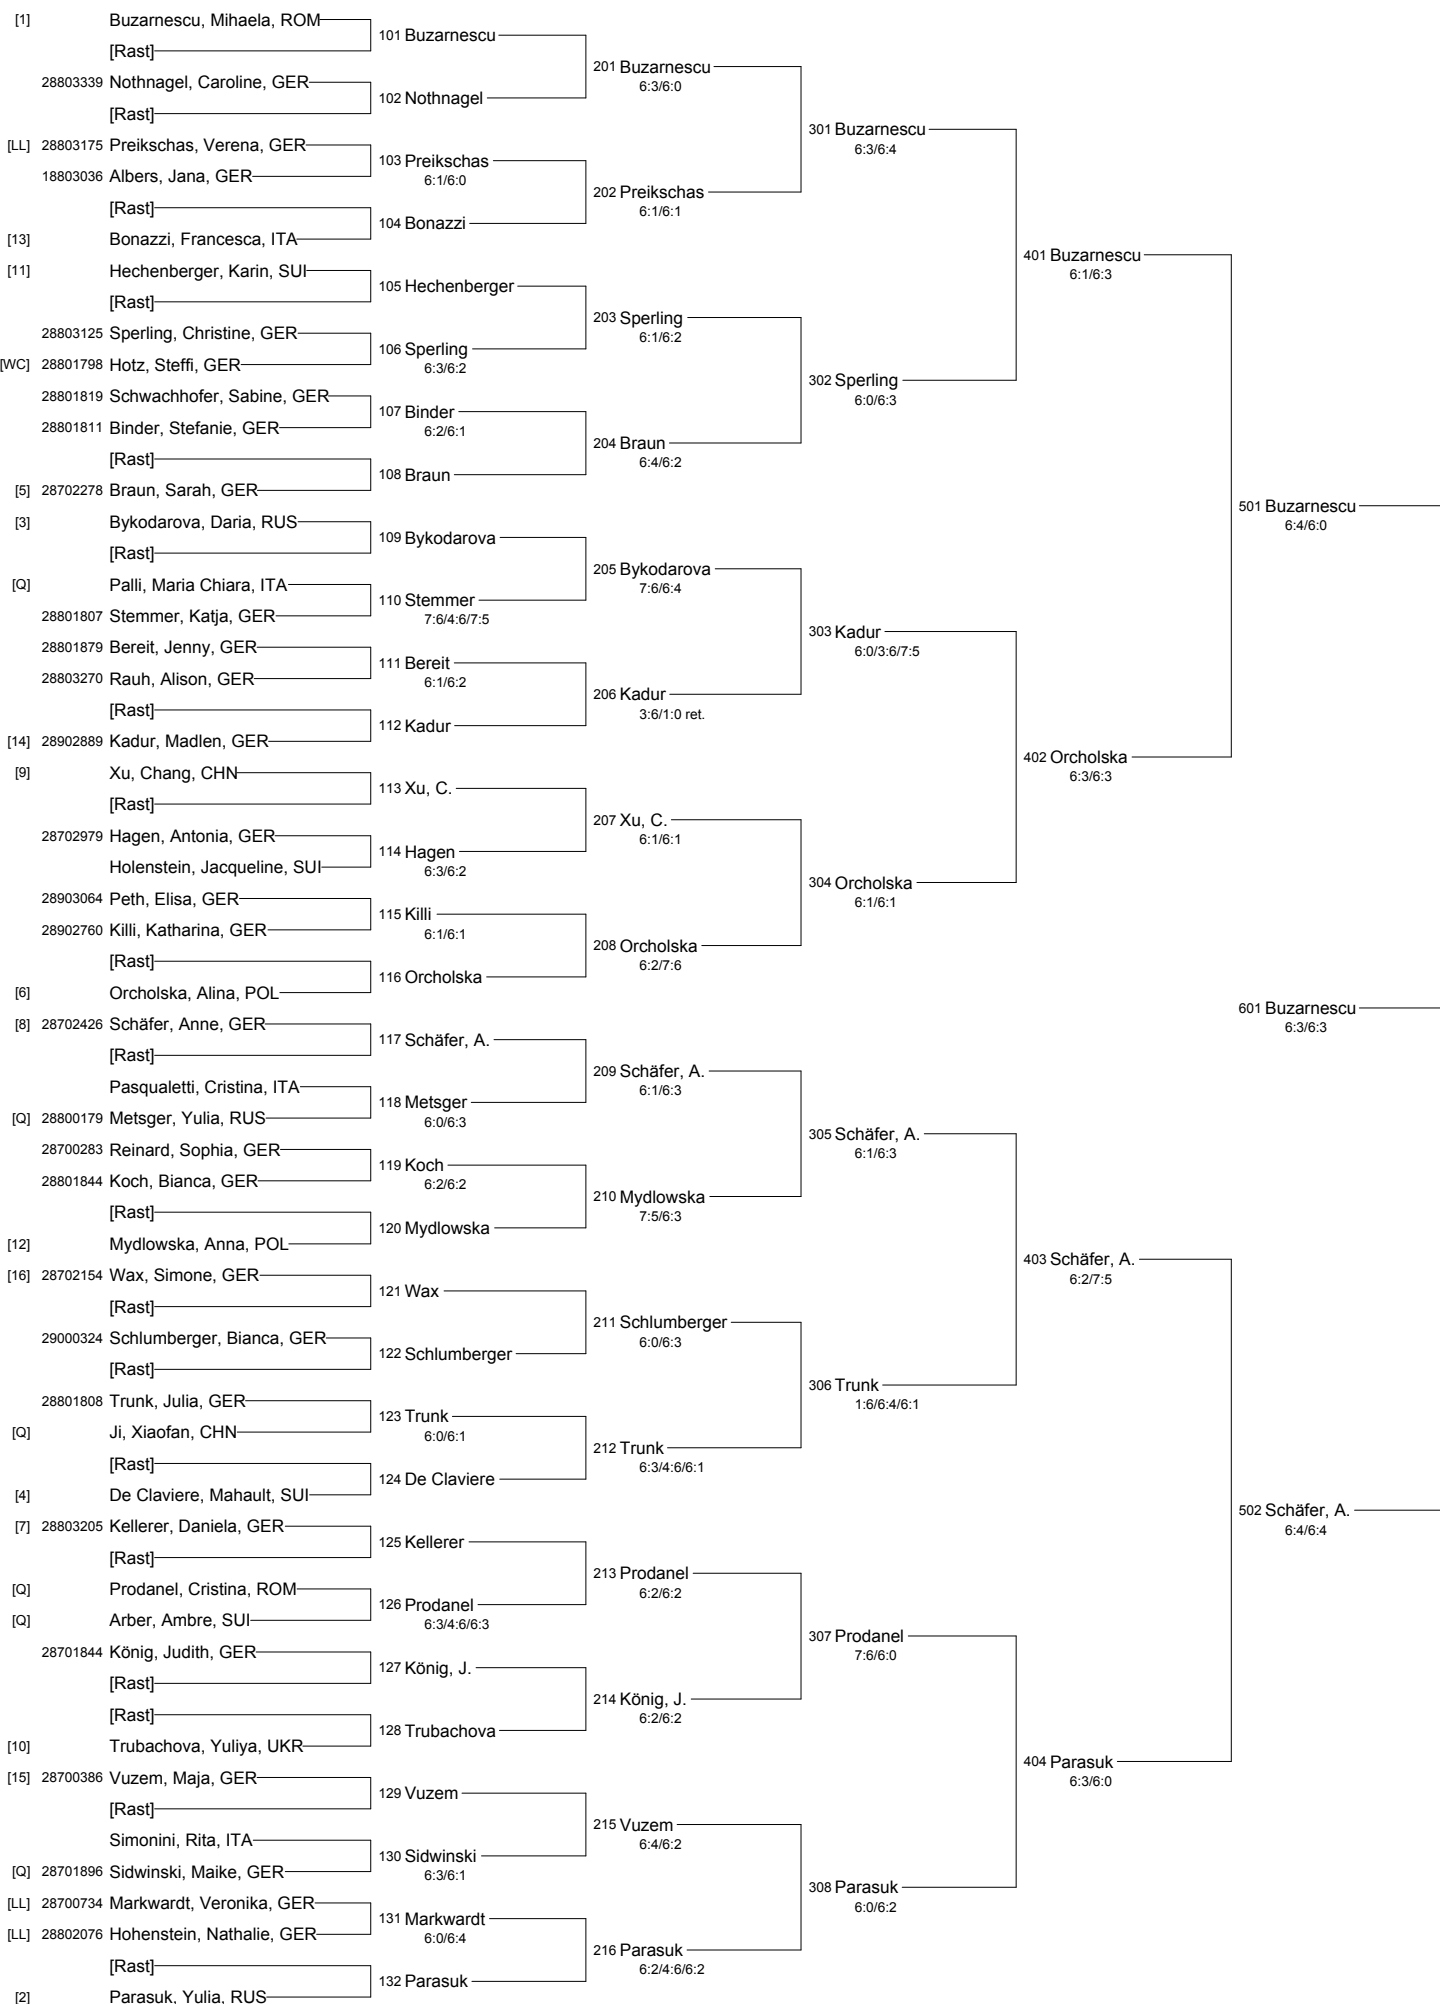 [1] Buzarnescu, Mihaela, ROM
101 Buzarnescu
[Rast]
201 Buzarnescu
6:3/6:0
28803339 Nothnagel, Caroline, GER
102 Nothnagel
[Rast]
301 Buzarnescu
6:3/6:4
[LL] 28803175 Preikschas, Verena, GER
103 Preikschas
6:1/6:0
18803036 Albers, Jana, GER
202 Preikschas
6:1/6:1
[Rast]
104 Bonazzi
[13] Bonazzi, Francesca, ITA
401 Buzarnescu
6:1/6:3
[11] Hechenberger, Karin, SUI
105 Hechenberger
[Rast]
203 Sperling
6:1/6:2
28803125 Sperling, Christine, GER
106 Sperling
6:3/6:2
[WC] 28801798 Hotz, Steffi, GER
302 Sperling
6:0/6:3
28801819 Schwachhofer, Sabine, GER
107 Binder
6:2/6:1
28801811 Binder, Stefanie, GER
204 Braun
6:4/6:2
[Rast]
108 Braun
[5] 28702278 Braun, Sarah, GER
501 Buzarnescu
6:4/6:0
[3] Bykodarova, Daria, RUS
109 Bykodarova
[Rast]
205 Bykodarova
7:6/6:4
[Q] Palli, Maria Chiara, ITA
110 Stemmer
7:6/4:6/7:5
28801807 Stemmer, Katja, GER
303 Kadur
6:0/3:6/7:5
28801879 Bereit, Jenny, GER
111 Bereit
6:1/6:2
28803270 Rauh, Alison, GER
206 Kadur
3:6/1:0 ret.
[Rast]
112 Kadur
[14] 28902889 Kadur, Madlen, GER
402 Orcholska
6:3/6:3
[9] Xu, Chang, CHN
113 Xu, C.
[Rast]
207 Xu, C.
6:1/6:1
28702979 Hagen, Antonia, GER
114 Hagen
6:3/6:2
Holenstein, Jacqueline, SUI
304 Orcholska
6:1/6:1
28903064 Peth, Elisa, GER
115 Killi
6:1/6:1
28902760 Killi, Katharina, GER
208 Orcholska
6:2/7:6
[Rast]
116 Orcholska
[6] Orcholska, Alina, POL
601 Buzarnescu
6:3/6:3
[8] 28702426 Schäfer, Anne, GER
117 Schäfer, A.
[Rast]
209 Schäfer, A.
6:1/6:3
Pasqualetti, Cristina, ITA
118 Metsger
6:0/6:3
[Q] 28800179 Metsger, Yulia, RUS
305 Schäfer, A.
6:1/6:3
28700283 Reinard, Sophia, GER
119 Koch
6:2/6:2
28801844 Koch, Bianca, GER
210 Mydlowska
7:5/6:3
[Rast]
120 Mydlowska
[12] Mydlowska, Anna, POL
403 Schäfer, A.
6:2/7:5
[16] 28702154 Wax, Simone, GER
121 Wax
[Rast]
211 Schlumberger
6:0/6:3
29000324 Schlumberger, Bianca, GER
122 Schlumberger
[Rast]
306 Trunk
1:6/6:4/6:1
28801808 Trunk, Julia, GER
123 Trunk
6:0/6:1
[Q] Ji, Xiaofan, CHN
212 Trunk
6:3/4:6/6:1
[Rast]
124 De Claviere
[4] De Claviere, Mahault, SUI
502 Schäfer, A.
6:4/6:4
[7] 28803205 Kellerer, Daniela, GER
125 Kellerer
[Rast]
213 Prodanel
6:2/6:2
[Q] Prodanel, Cristina, ROM
126 Prodanel
6:3/4:6/6:3
[Q] Arber, Ambre, SUI
307 Prodanel
7:6/6:0
28701844 König, Judith, GER
127 König, J.
[Rast]
214 König, J.
6:2/6:2
[Rast]
128 Trubachova
[10] Trubachova, Yuliya, UKR
404 Parasuk
6:3/6:0
[15] 28700386 Vuzem, Maja, GER
129 Vuzem
[Rast]
215 Vuzem
6:4/6:2
Simonini, Rita, ITA
130 Sidwinski
6:3/6:1
[Q] 28701896 Sidwinski, Maike, GER
308 Parasuk
6:0/6:2
[LL] 28700734 Markwardt, Veronika, GER
131 Markwardt
6:0/6:4
[LL] 28802076 Hohenstein, Nathalie, GER
216 Parasuk
6:2/4:6/6:2
[Rast]
132 Parasuk
[2] Parasuk, Yulia, RUS